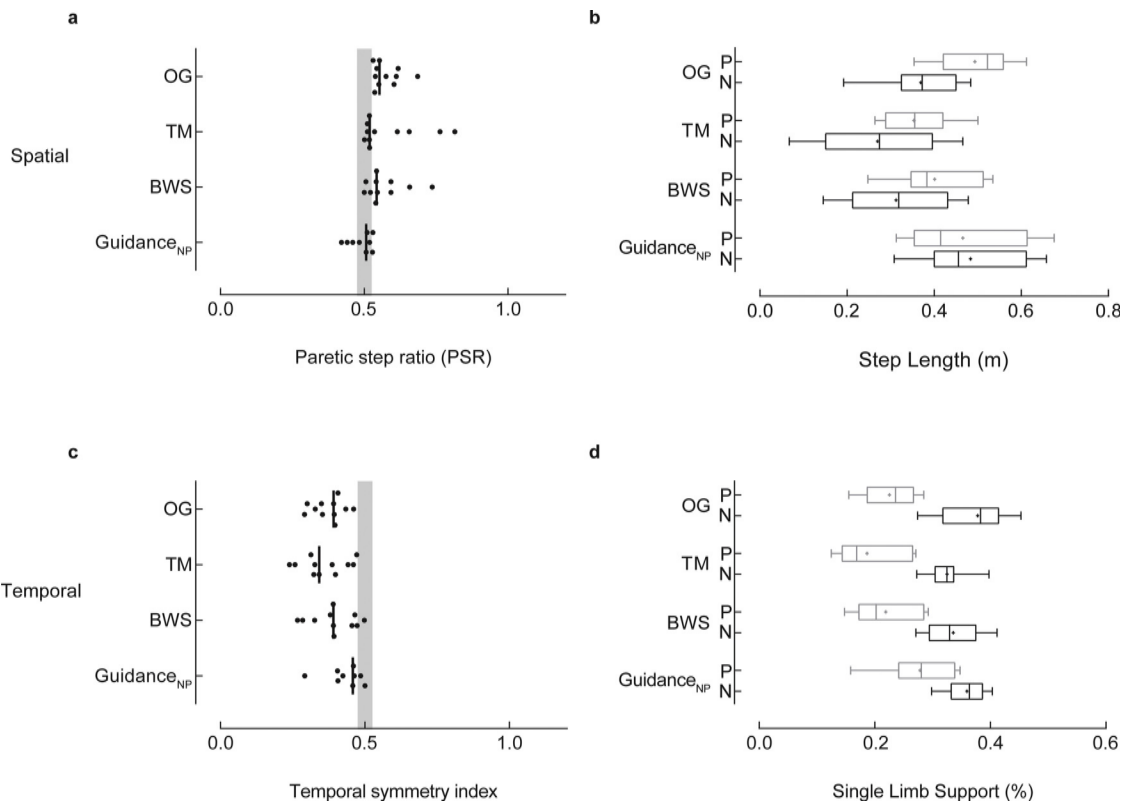 a
OG
TM
Spatial
BWS
GuidanceNP
0.0 0.5 1.0
Paretic step ratio (PSR)
b
OG P
N
TM P
N
BWS P
N
GuidanceNP P
N
0.0 0.2 0.4 0.6 0.8
Step Length (m)
c
OG
TM
Temporal
BWS
GuidanceNP
0.0 0.5 1.0
Temporal symmetry index
d
OG P
N
TM P
N
BWS P
N
GuidanceNP P
N
0.0 0.2 0.4 0.6
Single Limb Support (%)